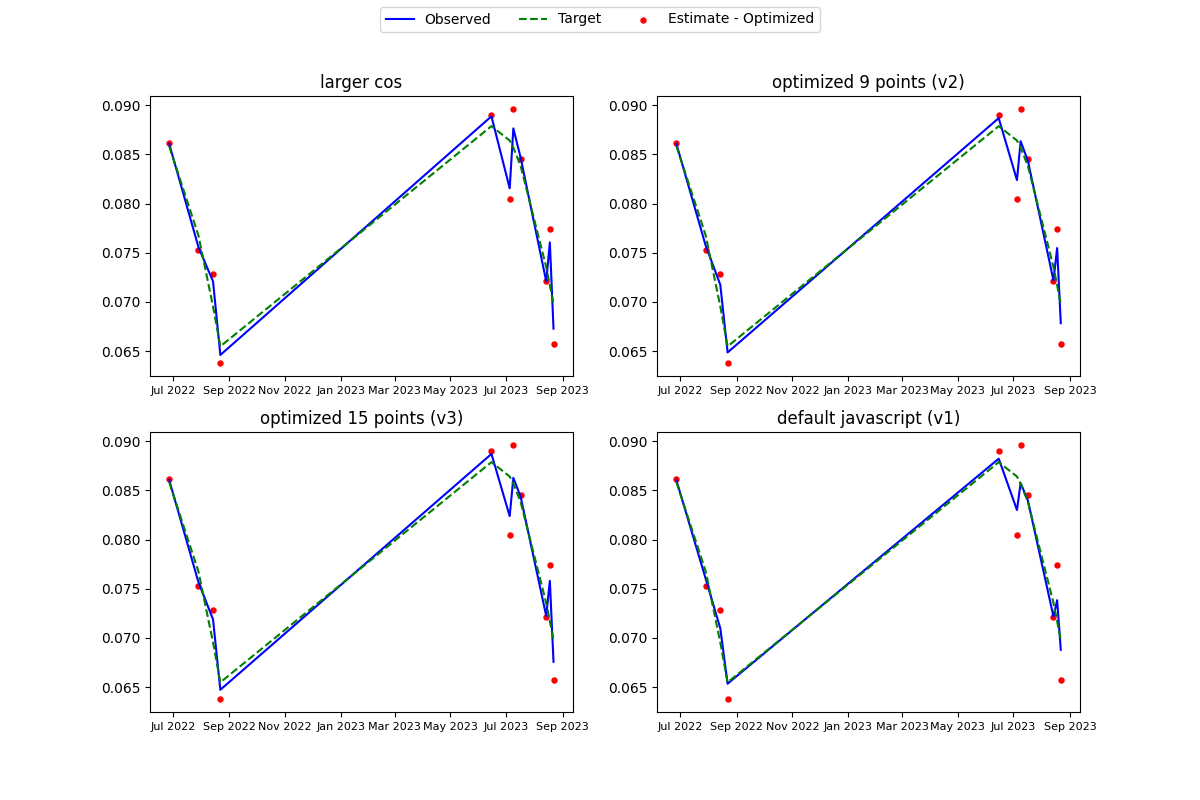 Observed Target Estimate - Optimized
larger cos
0.090
0.085
0.080
0.075
0.070
0.065
Jul 2022 Sep 2022 Nov 2022 Jan 2023 Mar 2023 May 2023 Jul 2023 Sep 2023
optimized 9 points (v2)
0.090
0.085
0.080
0.075
0.070
0.065
Jul 2022 Sep 2022 Nov 2022 Jan 2023 Mar 2023 May 2023 Jul 2023 Sep 2023
optimized 15 points (v3)
0.090
0.085
0.080
0.075
0.070
0.065
Jul 2022 Sep 2022 Nov 2022 Jan 2023 Mar 2023 May 2023 Jul 2023 Sep 2023
default javascript (v1)
0.090
0.085
0.080
0.075
0.070
0.065
Jul 2022 Sep 2022 Nov 2022 Jan 2023 Mar 2023 May 2023 Jul 2023 Sep 2023